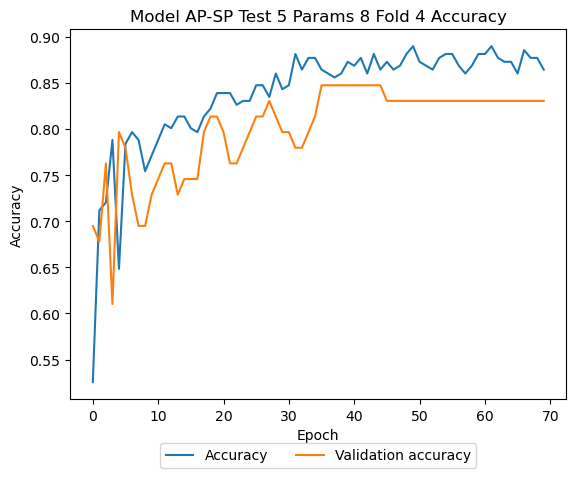 Model AP-SP Test 5 Params 8 Fold 4 Accuracy
Accuracy
0.90
0.85
0.80
0.75
0.70
0.65
0.60
0.55
0 10 20 30 40 50 60 70
Epoch
Accuracy Validation accuracy